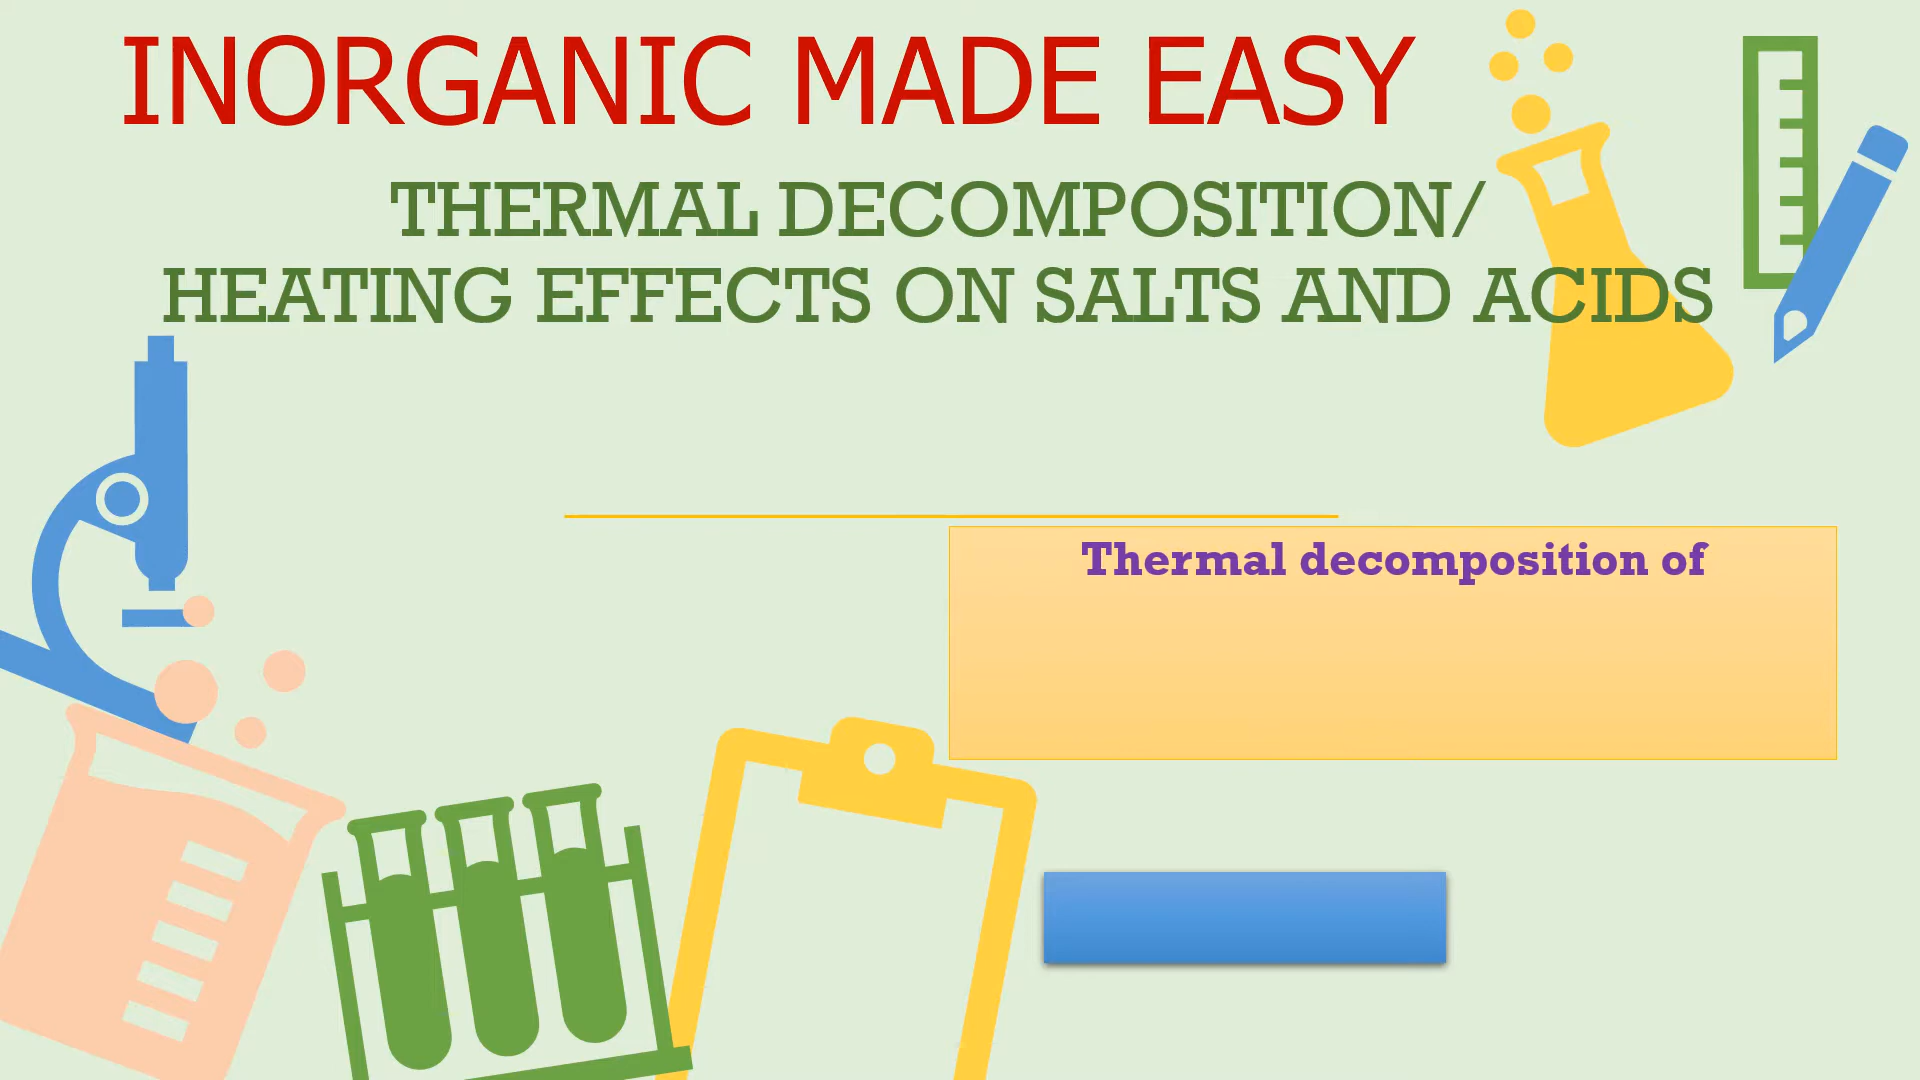 INORGANIC MADE EASY
THERMAL DECOMPOSITION/
HEATING EFFECTS ON SALTS AND ACIDS
Thermal decomposition of